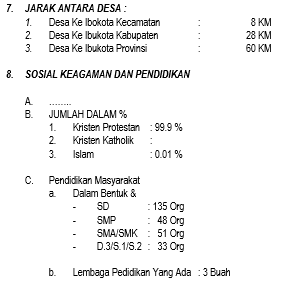 7. JARAK ANTARA DESA :
1. Desa Ke Ibokota Kecamatan : 8 KM
2. Desa Ke Ibukota Kabupaten : 28 KM
3. Desa Ke Ibukota Provinsi : 60 KM
8. SOSIAL KEAGAMAN DAN PENDIDIKAN
A. ........
B. JUMLAH DALAM %
1. Kristen Protestan : 99.9 %
2. Kristen Katholik :
3. Islam : 0.01 %
C. Pendidikan Masyarakat
a. Dalam Bentuk &
- SD : 135 Org
- SMP : 48 Org
- SMA/SMK : 51 Org
- D.3/S.1/S.2 : 33 Org
b. Lembaga Pedidikan Yang Ada : 3 Buah